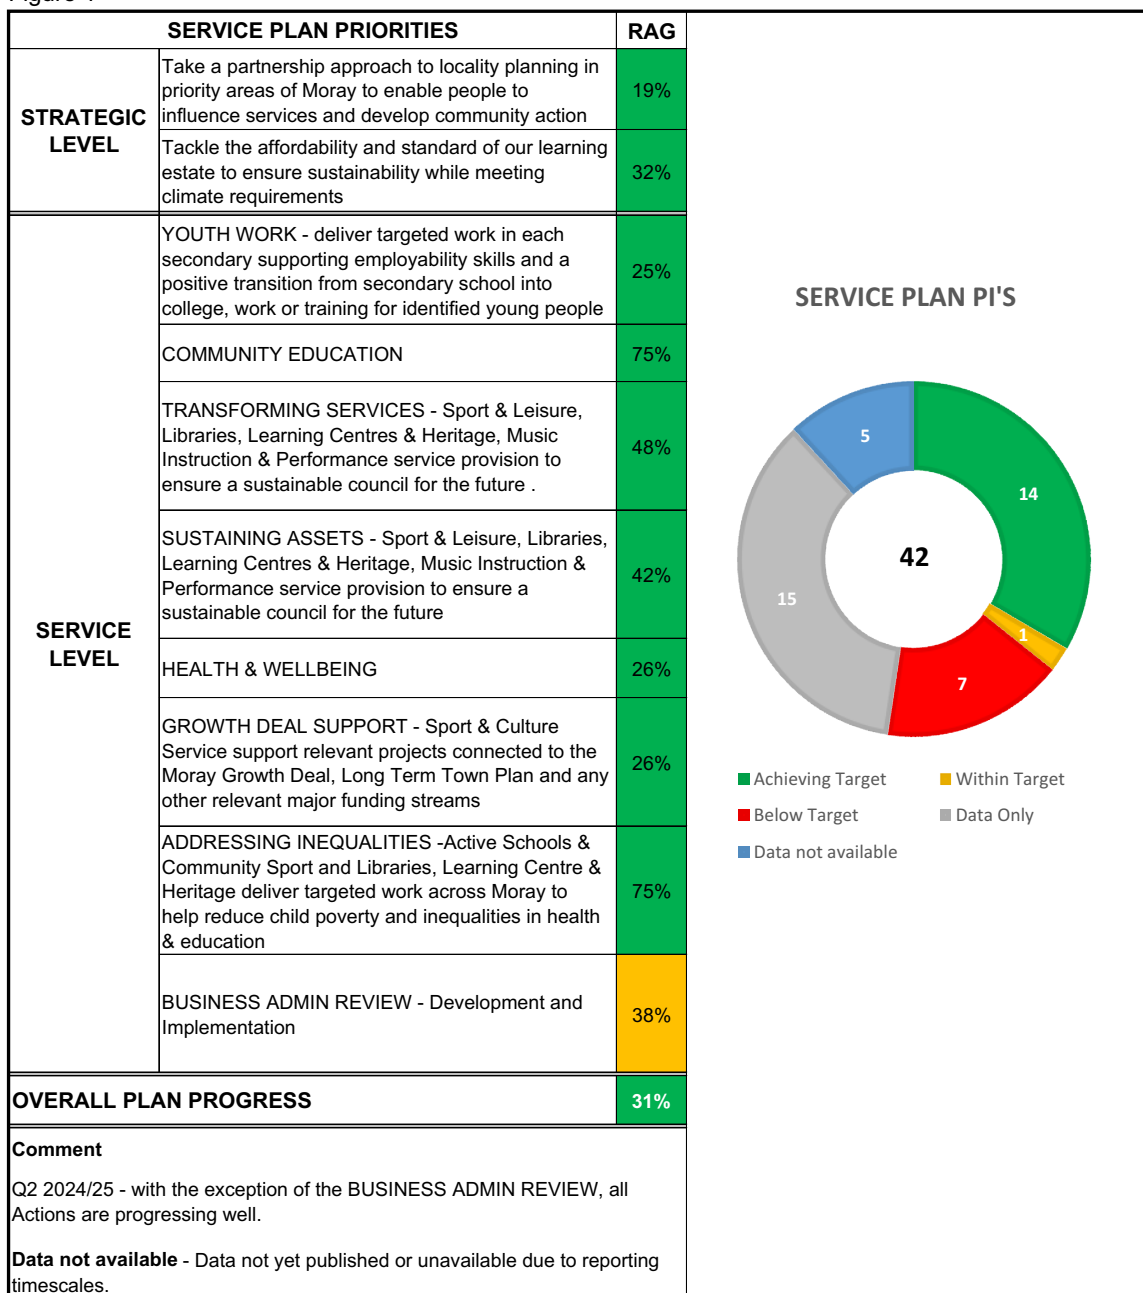 SERVICE PLAN PRIORITIES RAG
STRATEGIC
LEVEL
Take a partnership approach to locality planning in
priority areas of Moray to enable people to
influence services and develop community action
19%
Tackle the affordability and standard of our learning
estate to ensure sustainability while meeting
climate requirements
32%
SERVICE
LEVEL
YOUTH WORK - deliver targeted work in each
secondary supporting employability skills and a
positive transition from secondary school into
college, work or training for identified young people
25%
COMMUNITY EDUCATION
75%
TRANSFORMING SERVICES - Sport & Leisure,
Libraries, Learning Centres & Heritage, Music
Instruction & Performance service provision to
ensure a sustainable council for the future .
48%
SUSTAINING ASSETS - Sport & Leisure, Libraries,
Learning Centres & Heritage, Music Instruction &
Performance service provision to ensure a
sustainable council for the future
42%
HEALTH & WELLBEING
26%
GROWTH DEAL SUPPORT - Sport & Culture
Service support relevant projects connected to the
Moray Growth Deal, Long Term Town Plan and any
other relevant major funding streams
26%
ADDRESSING INEQUALITIES -Active Schools &
Community Sport and Libraries, Learning Centre &
Heritage deliver targeted work across Moray to
help reduce child poverty and inequalities in health
& education
75%
BUSINESS ADMIN REVIEW - Development and
Implementation
38%
OVERALL PLAN PROGRESS 31%
Comment
Q2 2024/25 - with the exception of the BUSINESS ADMIN REVIEW, all
Actions are progressing well.
Data not available - Data not yet published or unavailable due to reporting
timescales.
SERVICE PLAN PI'S
5
14
42
15
1
7
Achieving Target
Within Target
Below Target
Data Only
Data not available